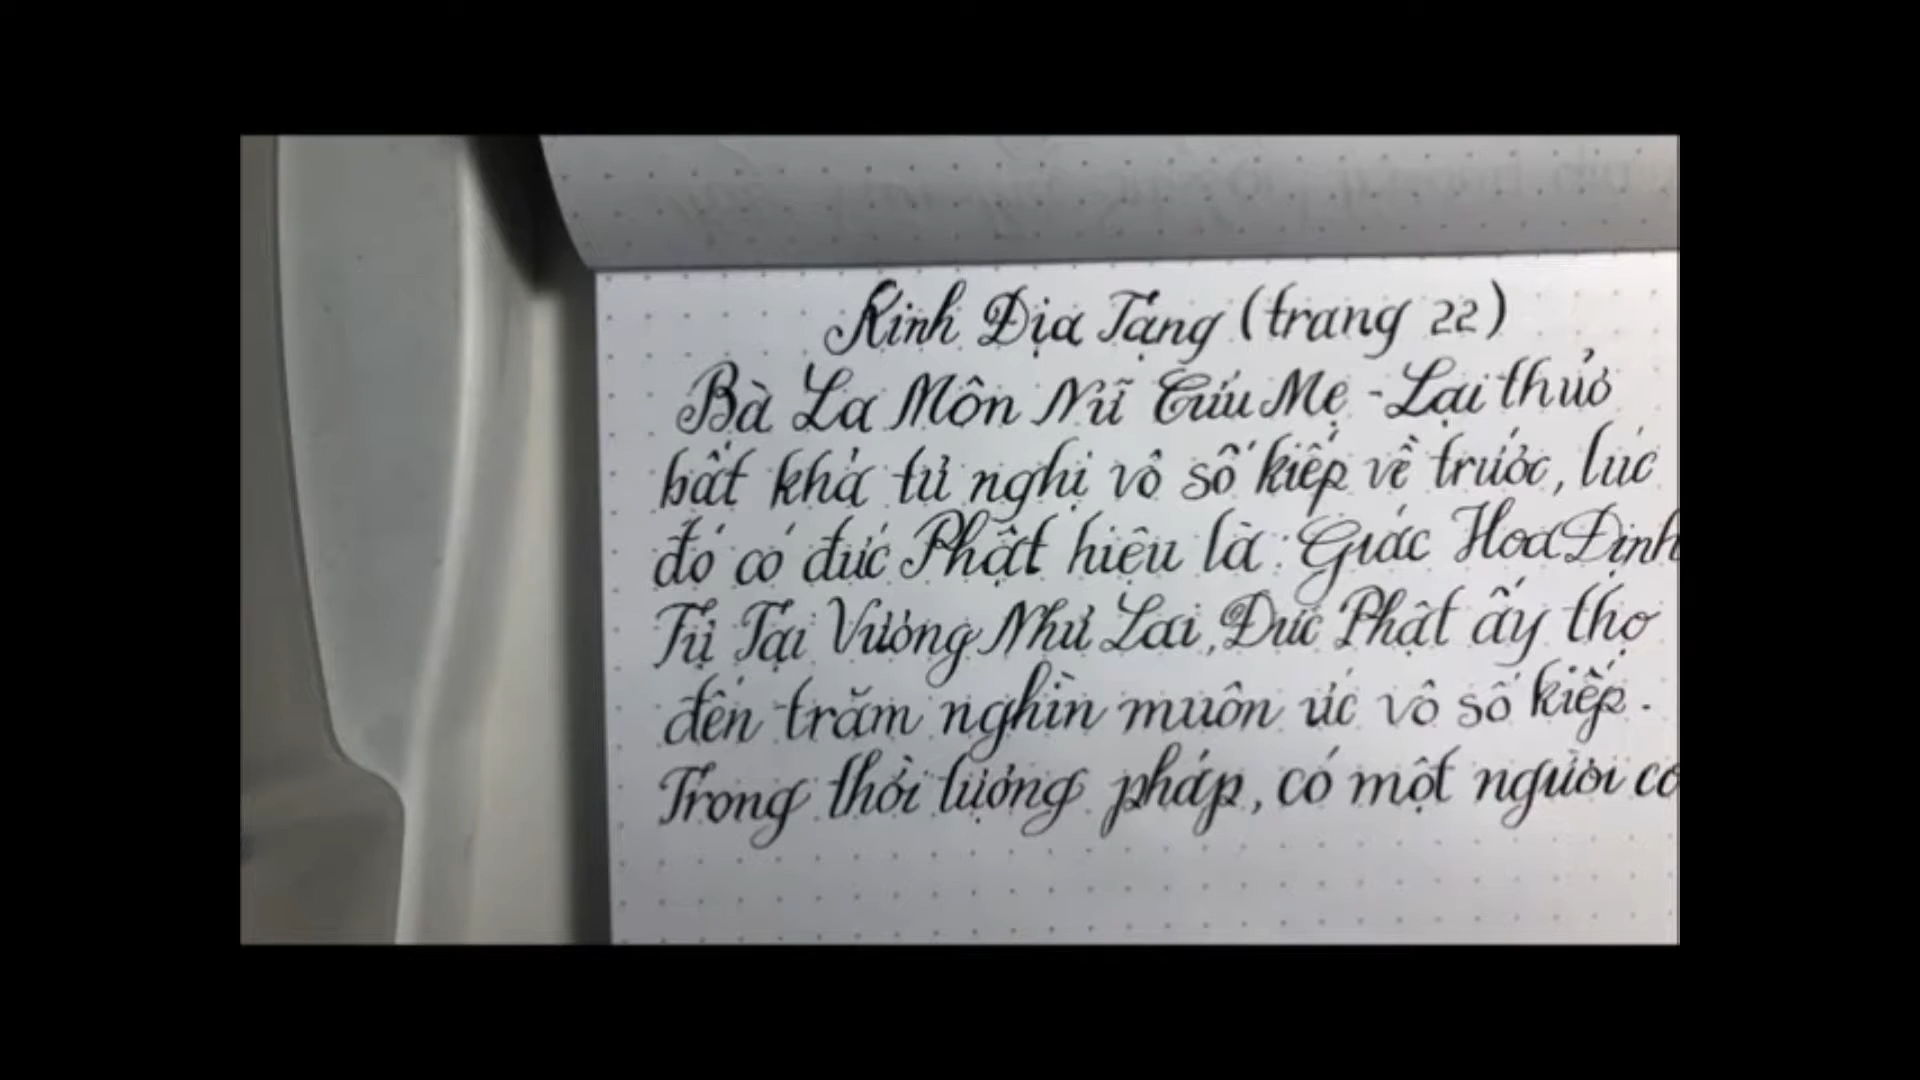 Kinh Địa Tạng (trang 22)
Bà La Môn Nữ Cứu Mẹ - Lại thuở
bất khả tư nghị vô số kiếp về trước, lúc
đó có đức Phật hiệu là: Giác Hoa Định
Tự Tại Vương Như Lai, Đức Phật ấy thọ
đến trăm nghìn muôn ức vô số kiếp.
Trong thời tượng pháp, có một người co